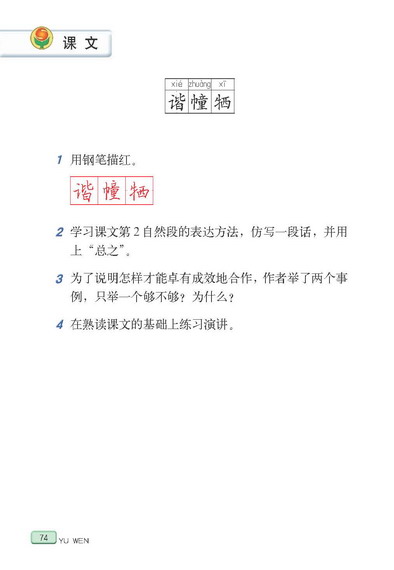 课文
xié zhuàng xī
谐幢牺
1 用钢笔描红。
谐幢牺
2 学习课文第2自然段的表达方法，仿写一段话，并用
上“总之”。
3 为了说明怎样才能卓有成效地合作，作者举了两个事
例，只举一个够不够？为什么？
4 在熟读课文的基础上练习演讲。
74
YU WEN